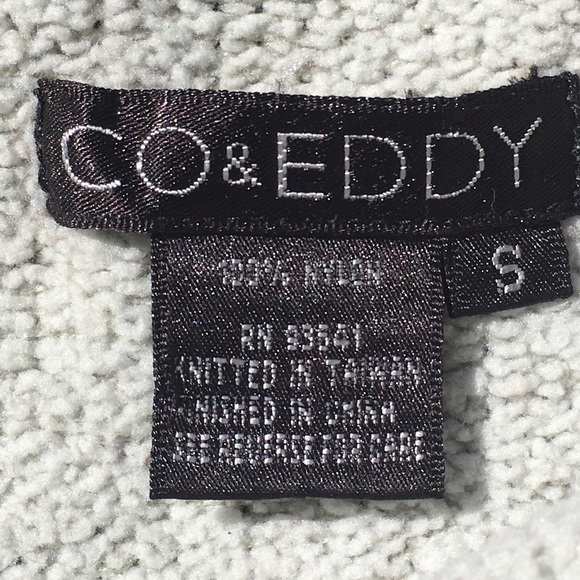 CO&EDDY
S
100% NYLON
RN 93641
KNITTED IN TAIWAN
FINISHED IN CHINA
SEE REVERSE FOR CARE